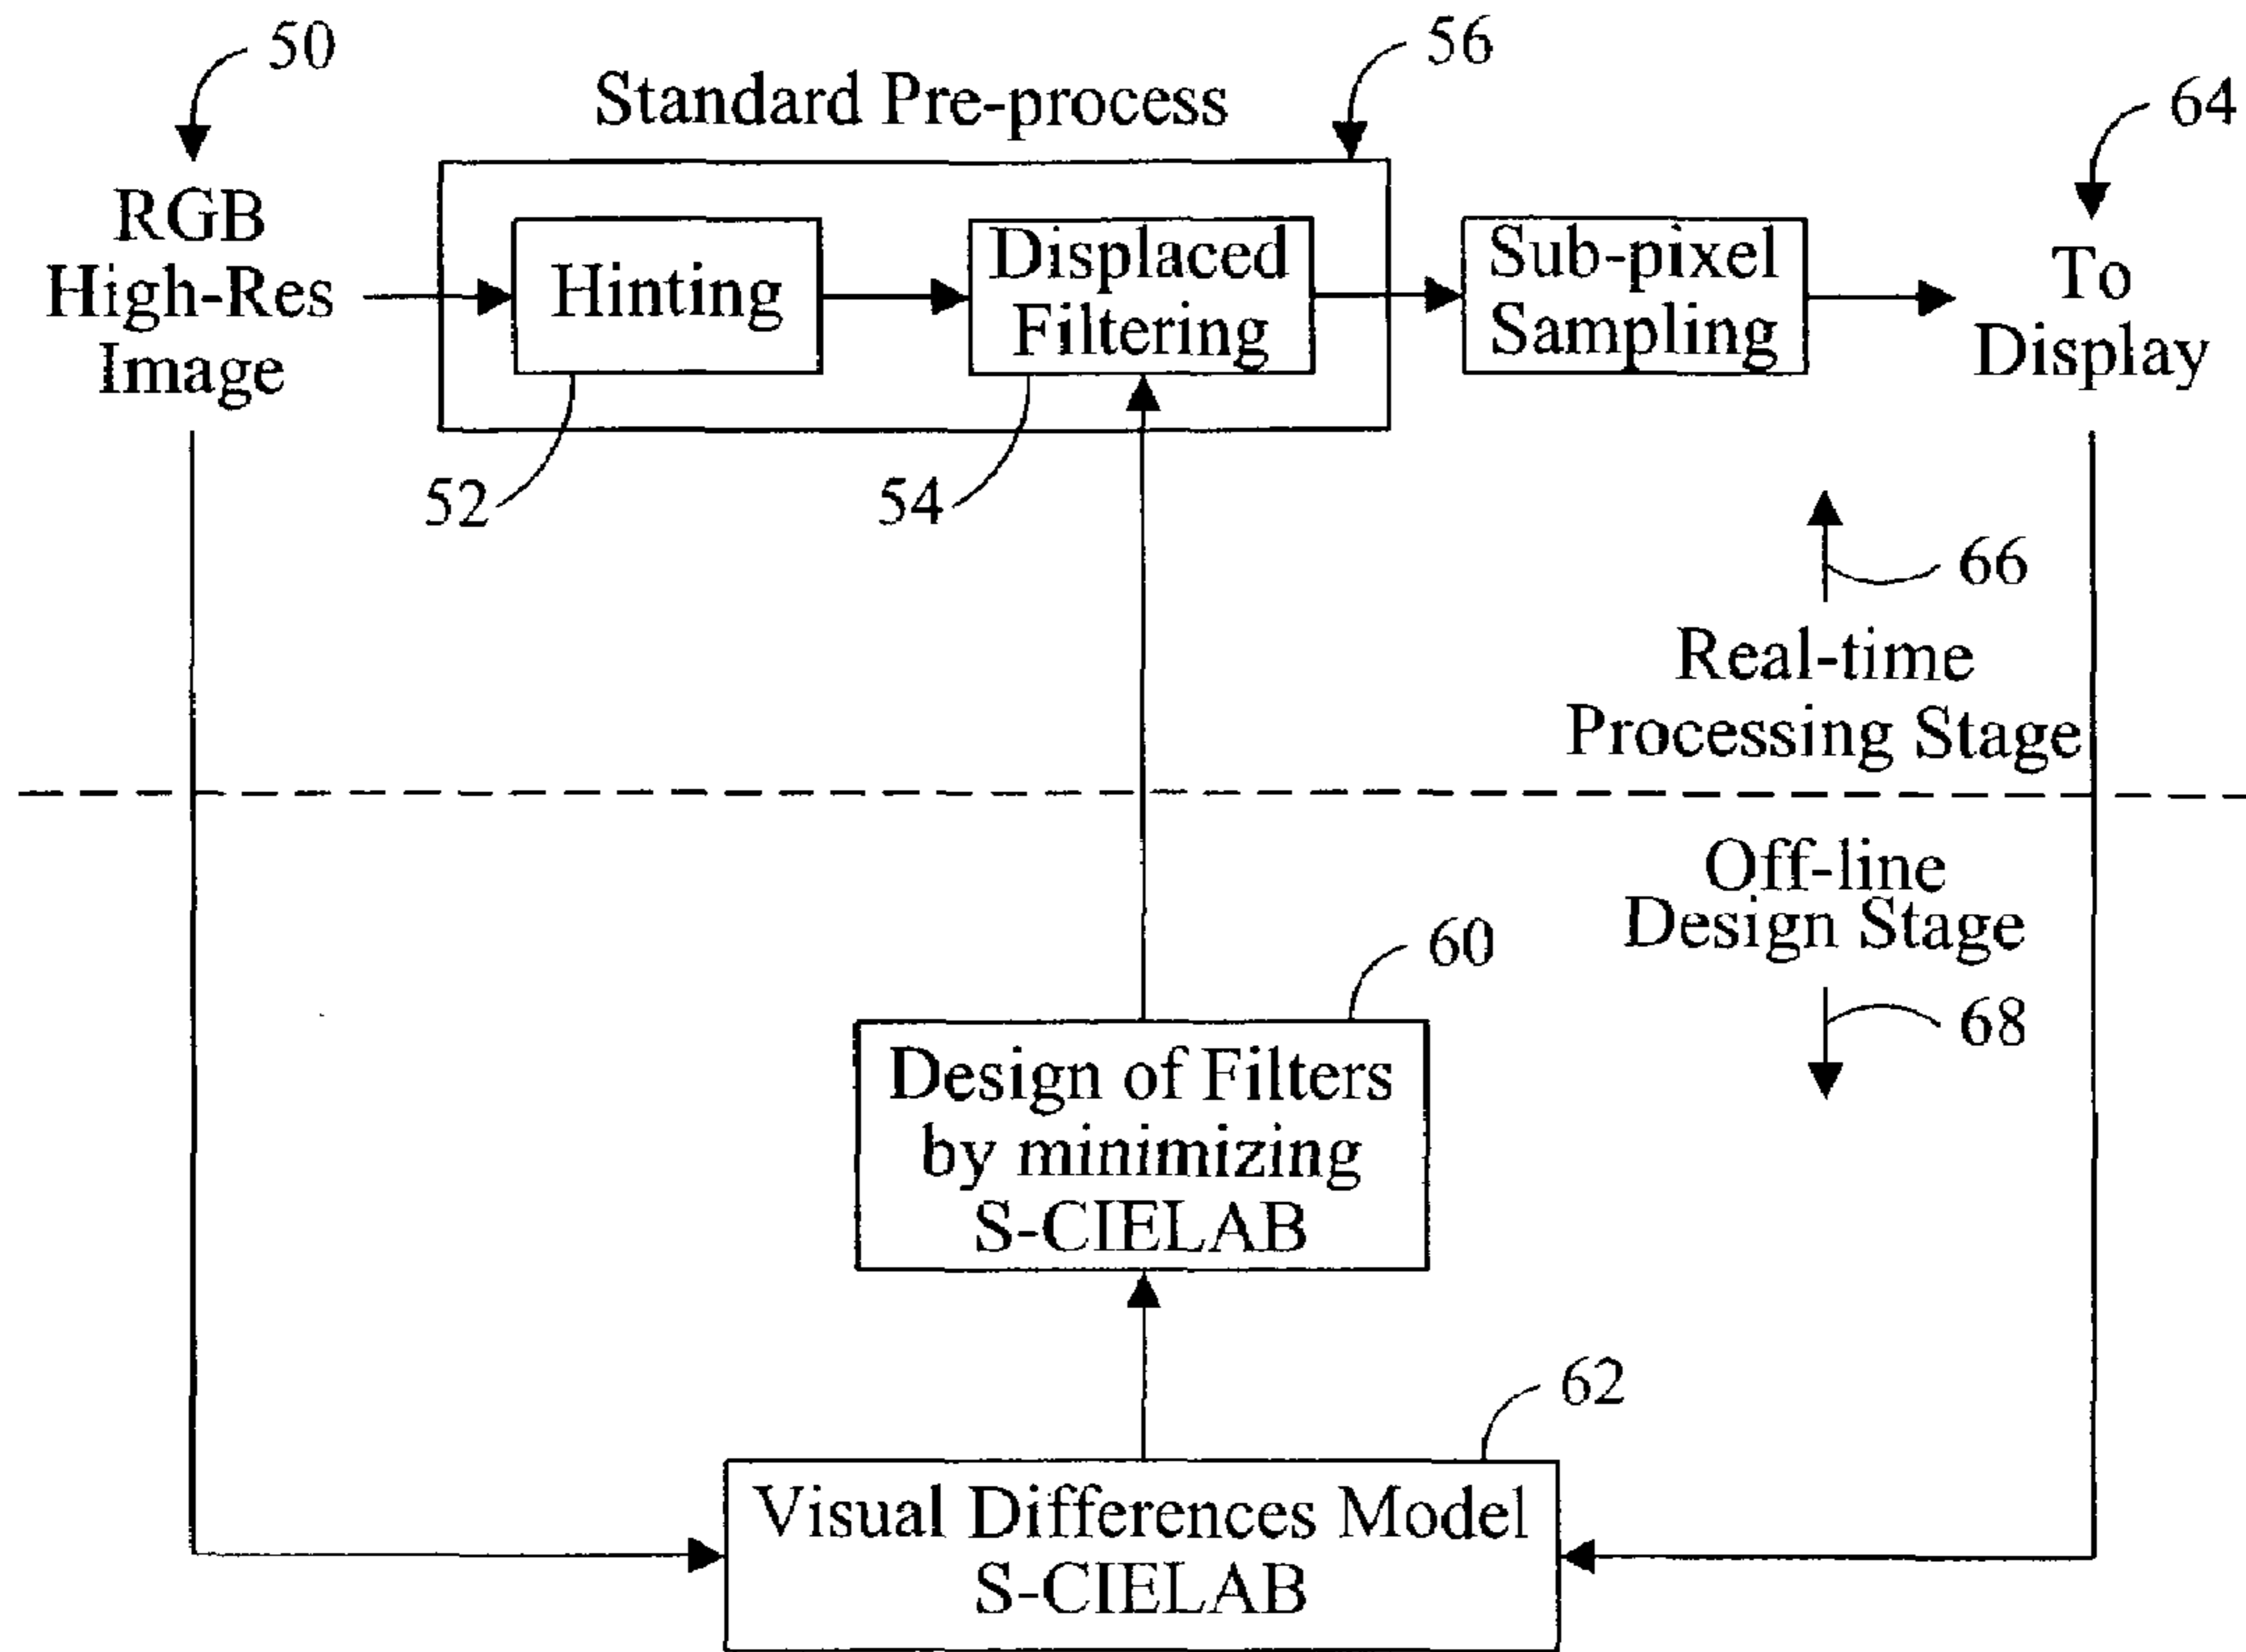 50
56
Standard Pre-process
64
RGB
High-Res
Image
Hinting
Displaced
Filtering
Sub-pixel
Sampling
To
Display
52
54
66
Real-time
Processing Stage
Off-line
Design Stage
60
68
Design of Filters
by minimizing
S-CIELAB
62
Visual Differences Model
S-CIELAB